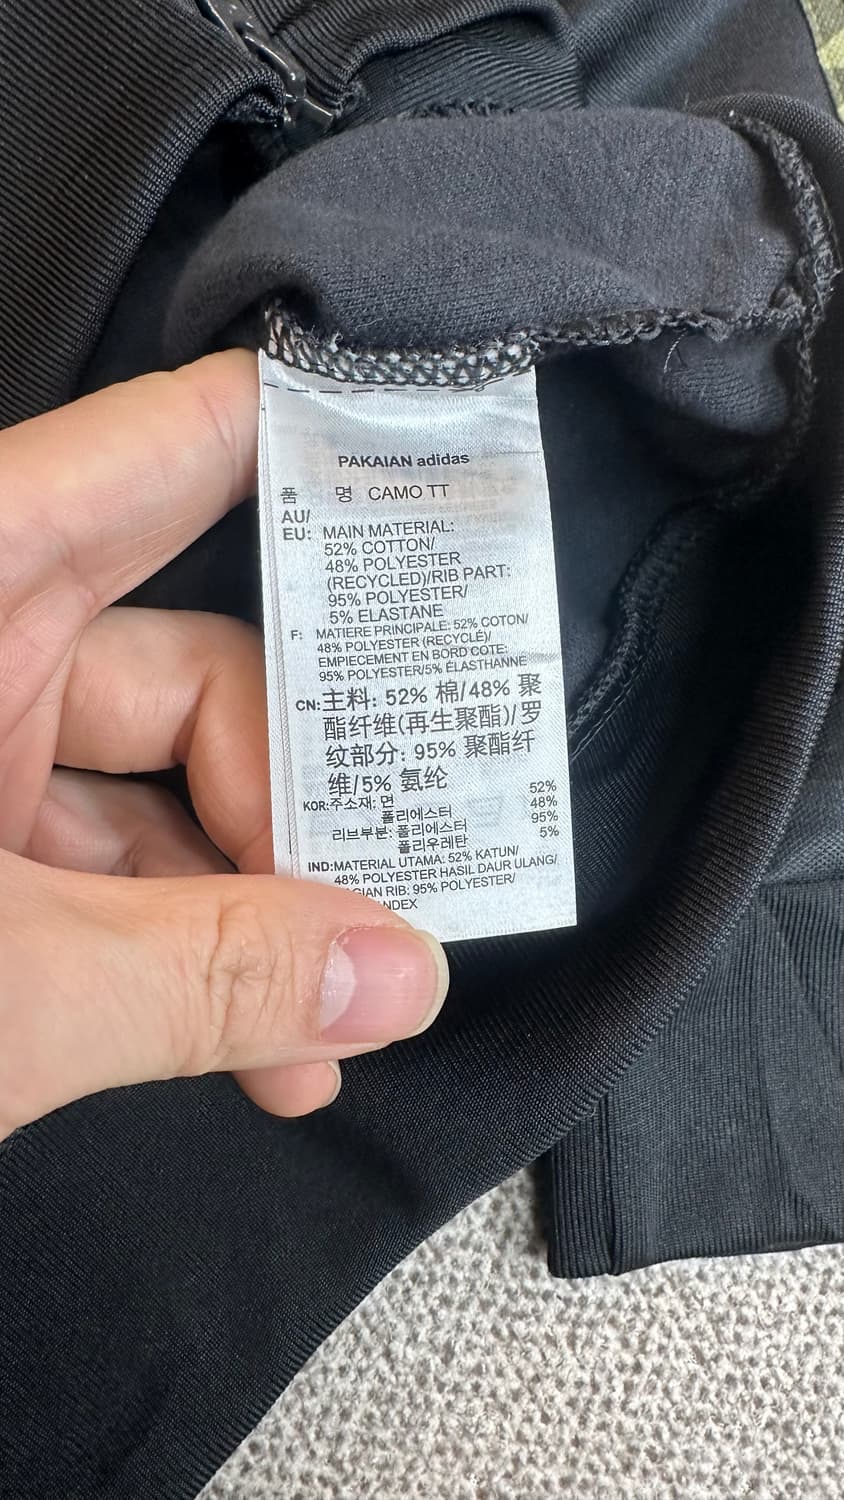 PAKAIAN adidas
품 명 CAMO TT
AU/
EU: MAIN MATERIAL:
52% COTTON/
48% POLYESTER
(RECYCLED)/RIB PART:
95% POLYESTER/
5% ELASTANE
F: MATIERE PRINCIPALE: 52% COTON/
48% POLYESTER (RECYCLÉ)/
EMPIECEMENT EN BORD COTE:
95% POLYESTER/5% ÉLASTHANNE
CN:主料: 52% 棉/48% 聚
酯纤维(再生聚酯)/罗
纹部分: 95% 聚酯纤
维/5% 氨纶
KOR:주소재: 면 52%
폴리에스터 48%
리브부분: 폴리에스터 95%
폴리우레탄 5%
IND:MATERIAL UTAMA: 52% KATUN/
48% POLYESTER HASIL DAUR ULANG/
RIB: 95% POLYESTER/